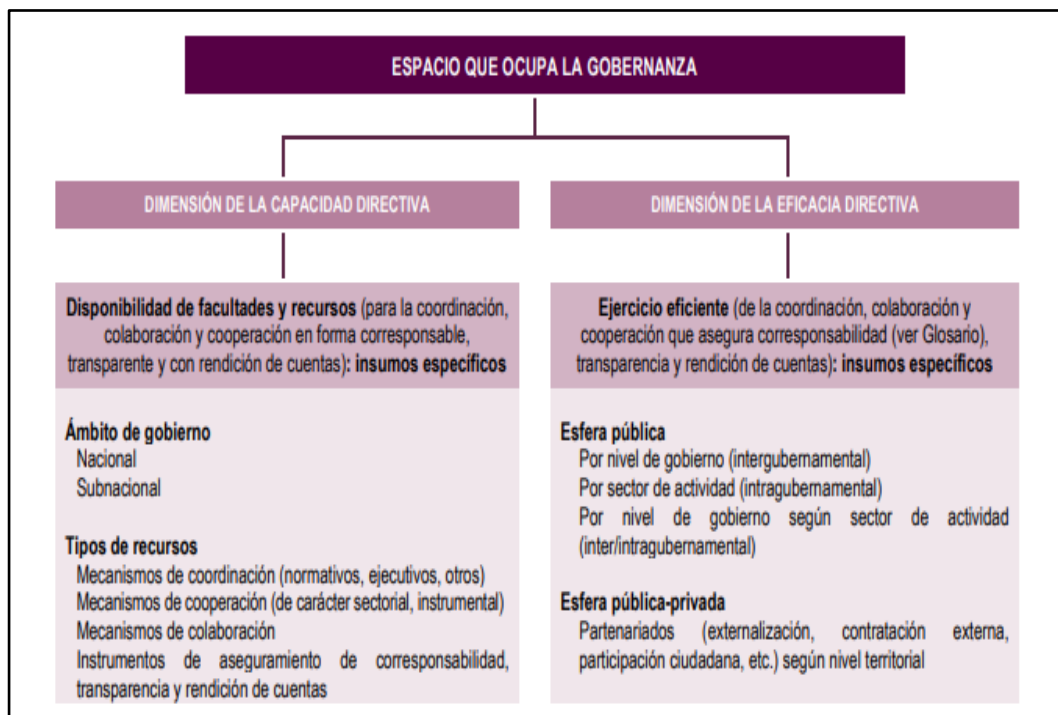 ESPACIO QUE OCUPA LA GOBERNANZA
DIMENSIÓN DE LA CAPACIDAD DIRECTIVA
Disponibilidad de facultades y recursos (para la coordinación,
colaboración y cooperación en forma corresponsable,
transparente y con rendición de cuentas): insumos específicos
Ámbito de gobierno
Nacional
Subnacional
Tipos de recursos
Mecanismos de coordinación (normativos, ejecutivos, otros)
Mecanismos de cooperación (de carácter sectorial, instrumental)
Mecanismos de colaboración
Instrumentos de aseguramiento de corresponsabilidad,
transparencia y rendición de cuentas
DIMENSIÓN DE LA EFICACIA DIRECTIVA
Ejercicio eficiente (de la coordinación, colaboración y
cooperación que asegura corresponsabilidad (ver Glosario),
transparencia y rendición de cuentas): insumos específicos
Esfera pública
Por nivel de gobierno (intergubernamental)
Por sector de actividad (intragubernamental)
Por nivel de gobierno según sector de actividad
(inter/intragubernamental)
Esfera pública-privada
Partenariados (externalización, contratación externa,
participación ciudadana, etc.) según nivel territorial